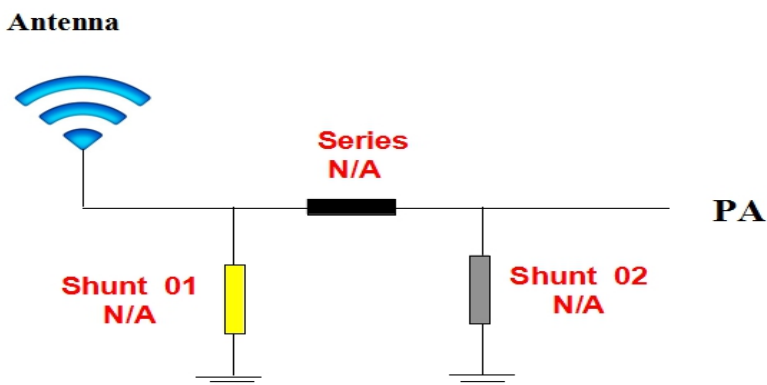 Antenna
Series
N/A
PA
Shunt 01
N/A
Shunt 02
N/A